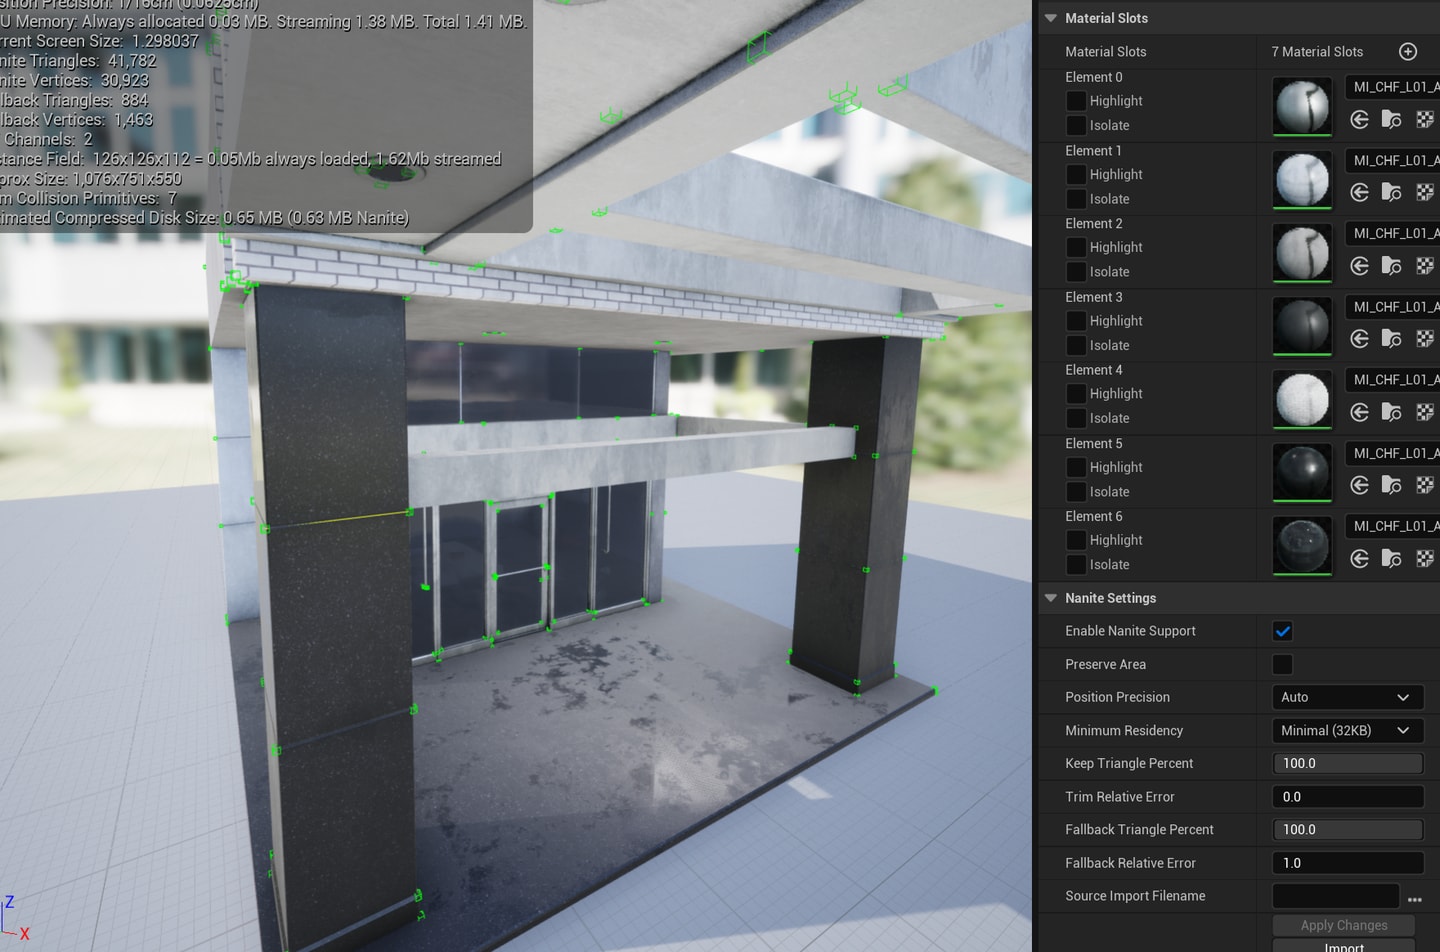 sition Precision: 1/16cm (0.0625cm)
U Memory: Always allocated 0.03 MB. Streaming 1.38 MB. Total 1.41 MB.
rrent Screen Size: 1.298037
nite Triangles: 41,782
nite Vertices: 30,923
lback Triangles: 884
lback Vertices: 1,463
Channels: 2
stance Field: 126x126x112 = 0.05Mb always loaded, 1.62Mb streamed
prox Size: 1,076x751x550
m Collision Primitives: 7
timated Compressed Disk Size: 0.65 MB (0.63 MB Nanite)
Z
X
Material Slots
Material Slots 7 Material Slots
Element 0
MI_CHF_L01_A
Highlight
Isolate
Element 1
MI_CHF_L01_A
Highlight
Isolate
Element 2
MI_CHF_L01_A
Highlight
Isolate
Element 3
MI_CHF_L01_A
Highlight
Isolate
Element 4
MI_CHF_L01_A
Highlight
Isolate
Element 5
MI_CHF_L01_A
Highlight
Isolate
Element 6
MI_CHF_L01_A
Highlight
Isolate
Nanite Settings
Enable Nanite Support
Preserve Area
Position Precision Auto
Minimum Residency Minimal (32KB)
Keep Triangle Percent 100.0
Trim Relative Error 0.0
Fallback Triangle Percent 100.0
Fallback Relative Error 1.0
Source Import Filename
Apply Changes
Import